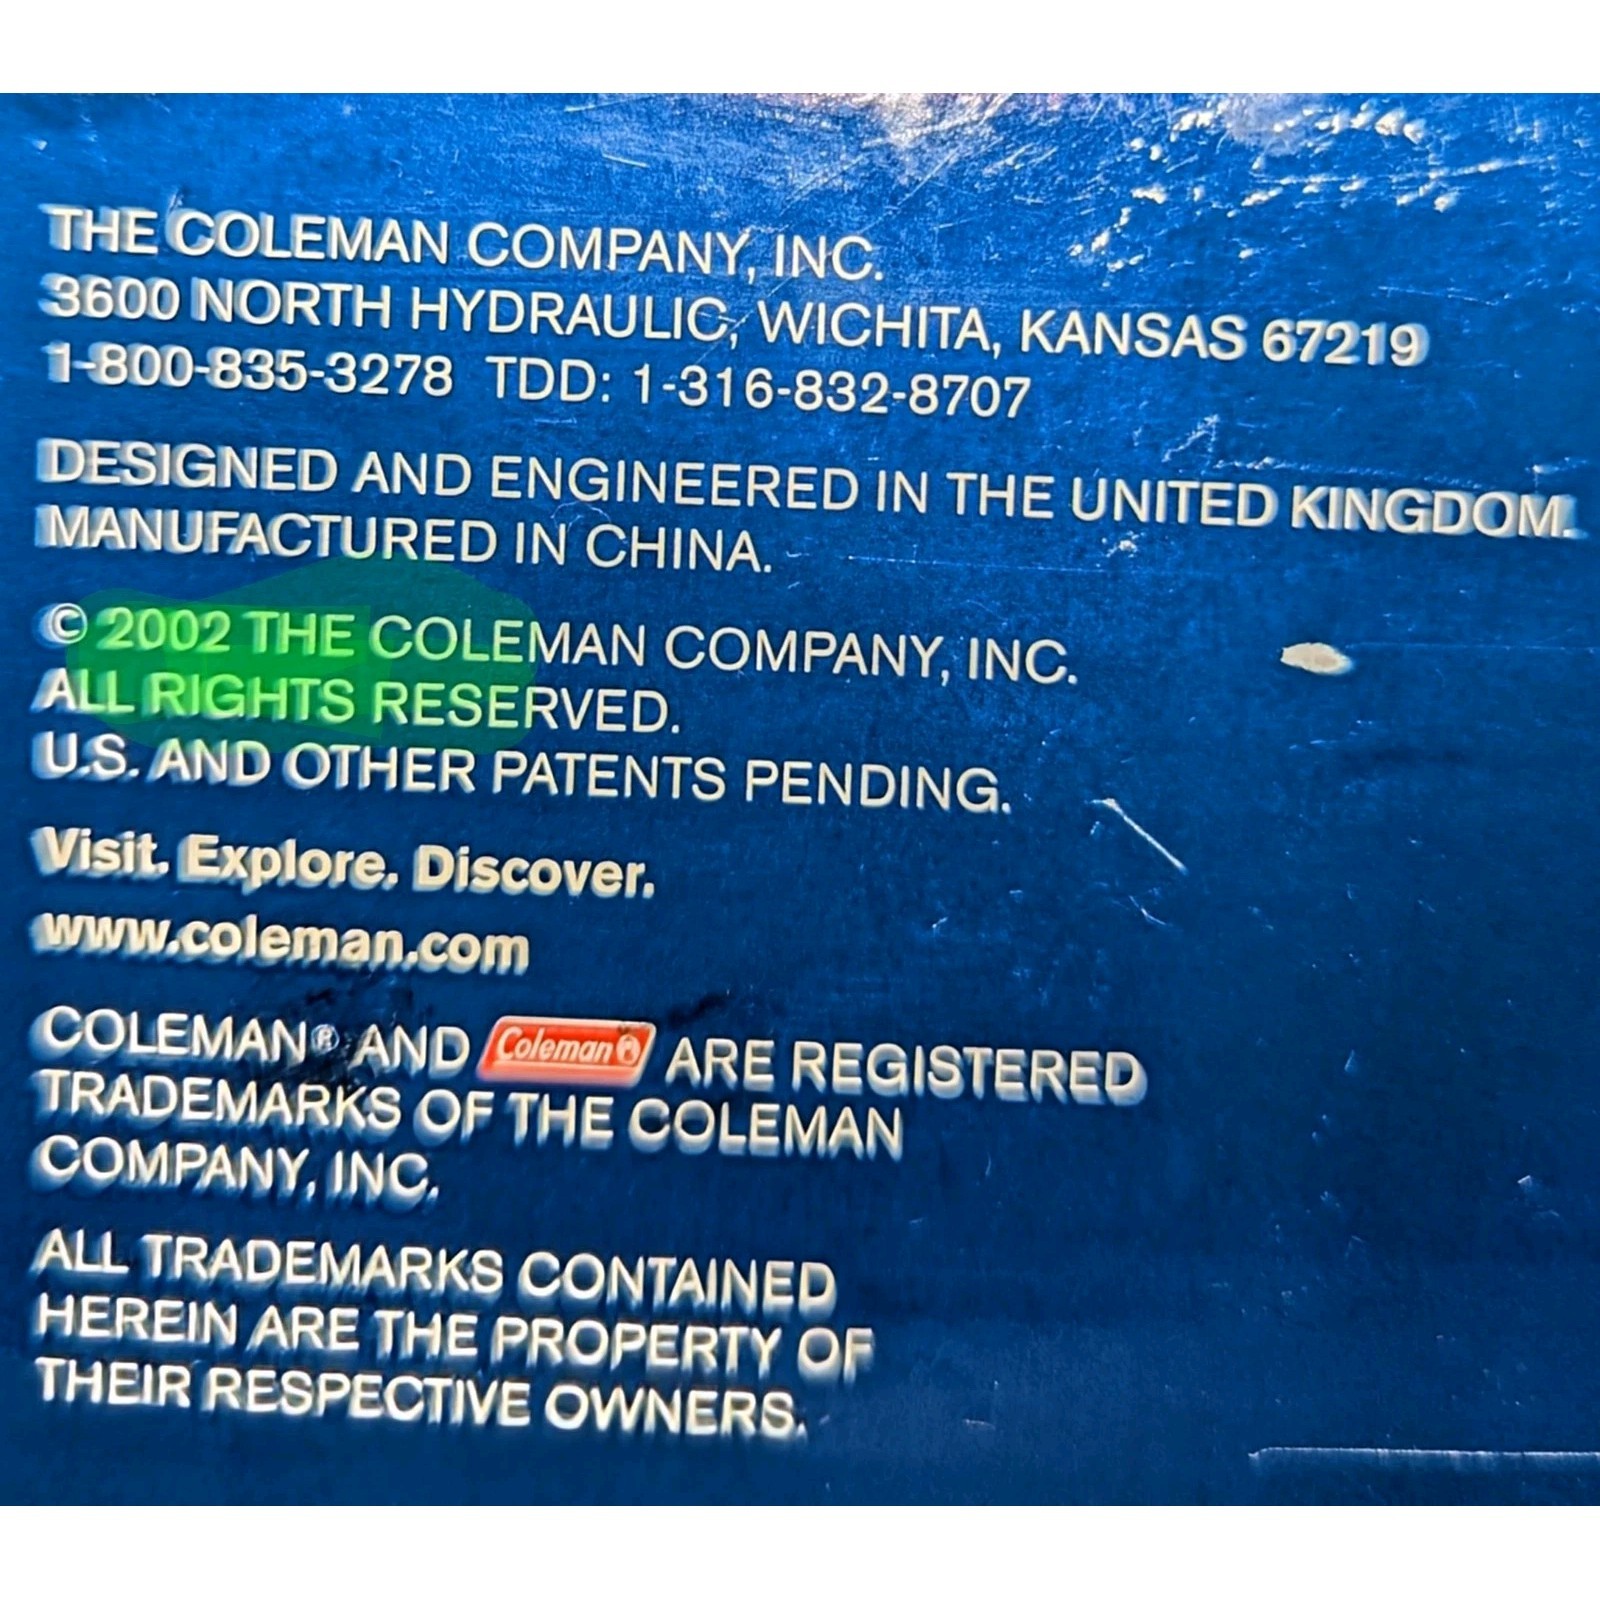 THE COLEMAN COMPANY, INC.
3600 NORTH HYDRAULIC, WICHITA, KANSAS 67219
1-800-835-3278 TDD: 1-316-832-8707
DESIGNED AND ENGINEERED IN THE UNITED KINGDOM.
MANUFACTURED IN CHINA.
© 2002 THE COLEMAN COMPANY, INC.
ALL RIGHTS RESERVED.
U.S. AND OTHER PATENTS PENDING.
Visit. Explore. Discover.
www.coleman.com
COLEMAN® AND Coleman ARE REGISTERED
TRADEMARKS OF THE COLEMAN
COMPANY, INC.
ALL TRADEMARKS CONTAINED
HEREIN ARE THE PROPERTY OF
THEIR RESPECTIVE OWNERS.